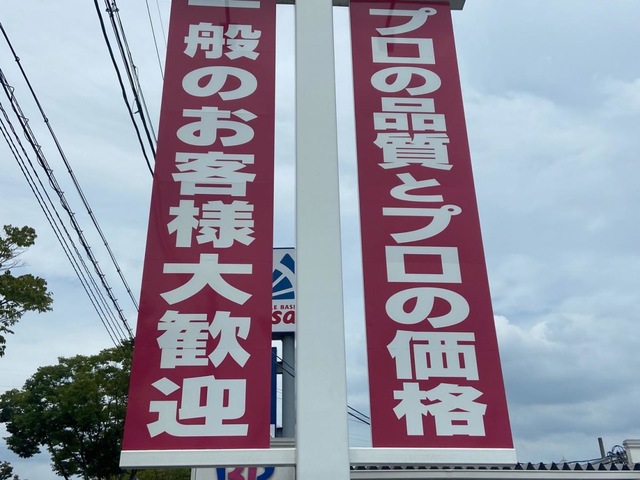 プロの品質とプロの価格
一般のお客様大歓迎